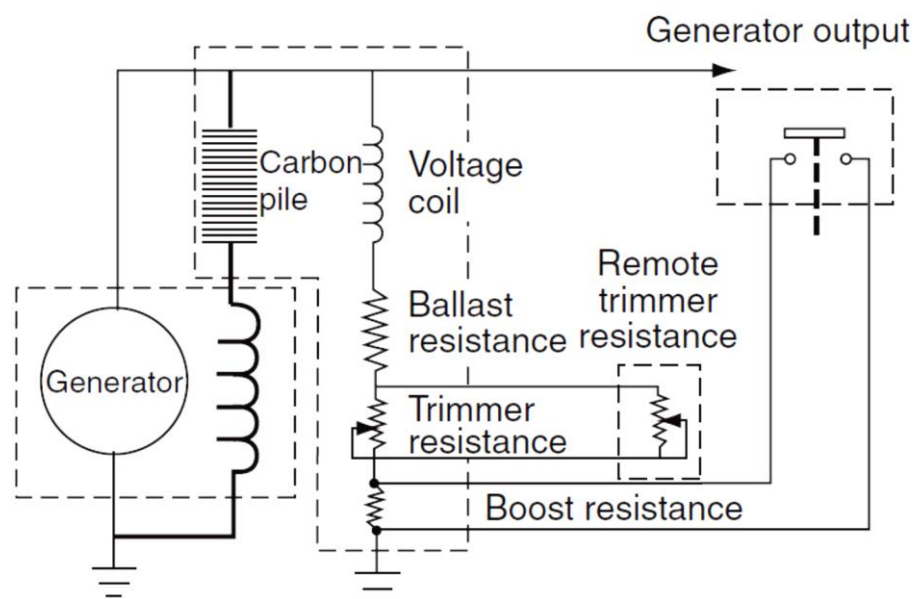 Generator output
Carbon
pile
Voltage
coil
Remote
trimmer
resistance
Ballast
resistance
Generator
Trimmer
resistance
Boost resistance